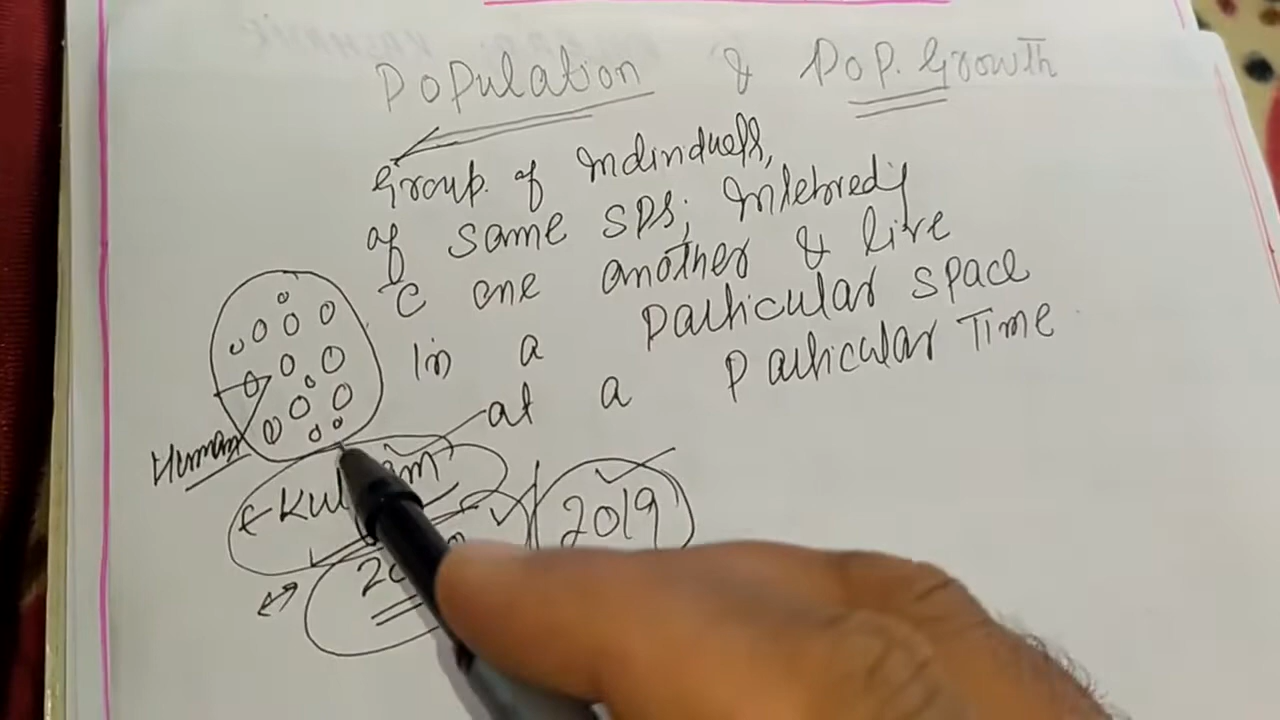 Population & Pop. Growth
Group of Individuals,
of same SPS; Interbredg
C one another & live
In a particular space
at a particular Time
Human
2019